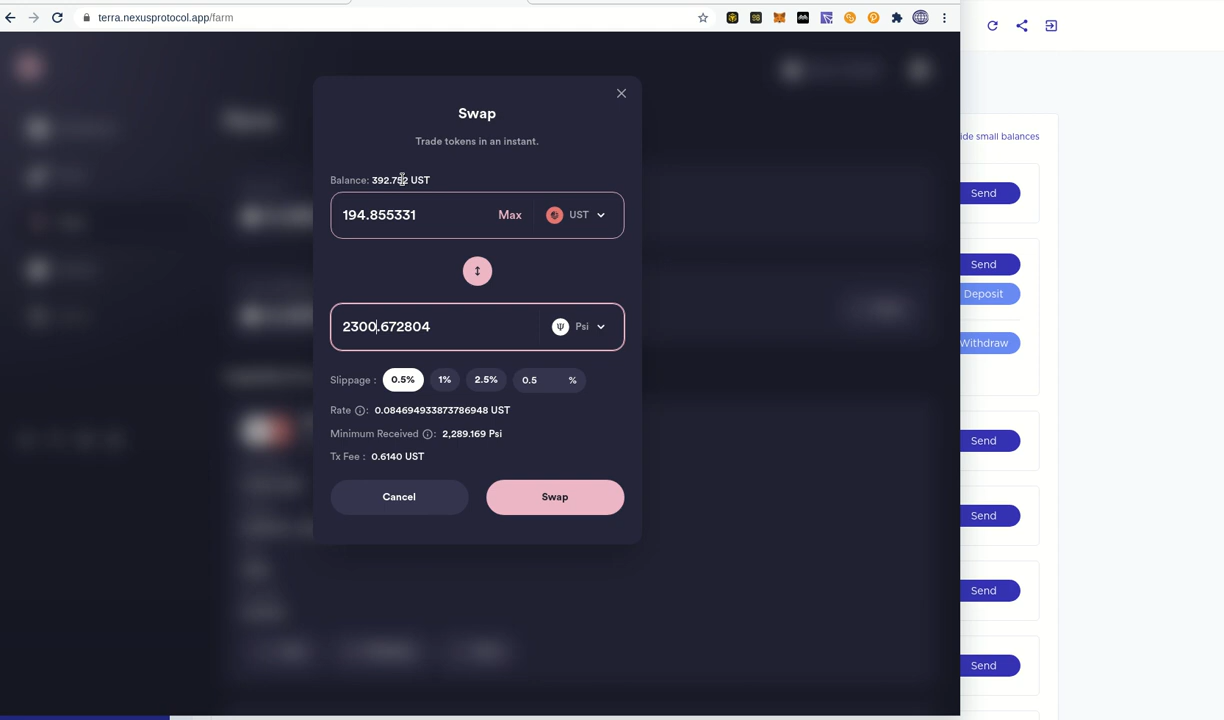 terra.nexusprotocol.app/farm
Swap
Trade tokens in an instant.
Balance: 392.792 UST
194.855331 Max UST
2300.672804 Psi
Slippage : 0.5% 1% 2.5% 0.5 %
Rate : 0.084694933873786948 UST
Minimum Received : 2,289.169 Psi
Tx Fee : 0.6140 UST
Cancel Swap
ide small balances
Send
Send
Deposit
Withdraw
Send
Send
Send
Send